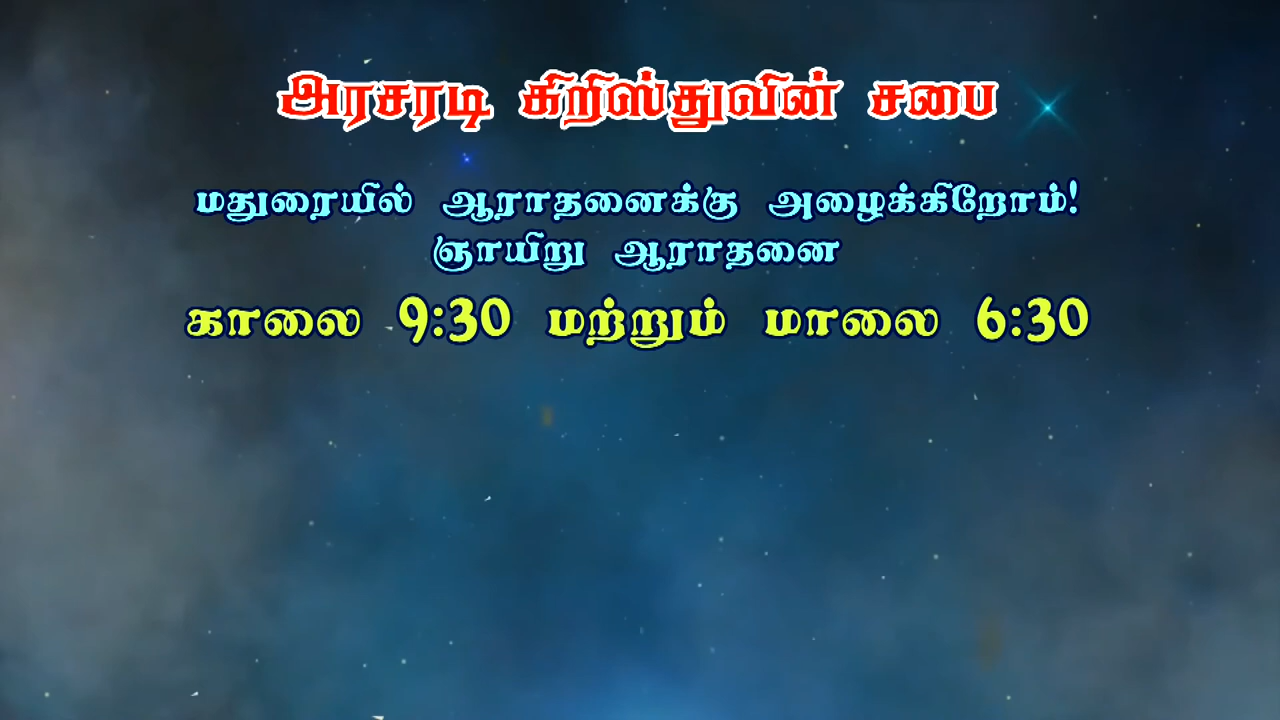 அரசரடி கிறிஸ்துவின் சபை
மதுரையில் ஆராதனைக்கு அழைக்கிறோம்!
ஞாயிறு ஆராதனை
காலை 9:30 மற்றும் மாலை 6:30